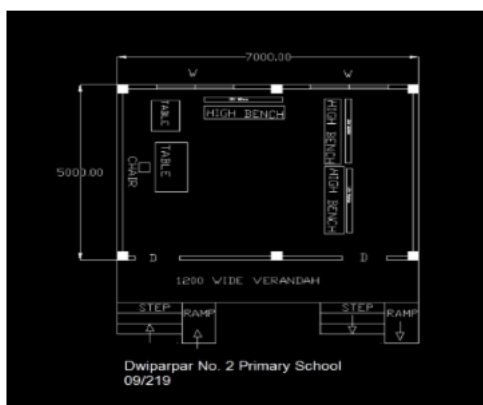 7000.00
W W
TABLE
HIGH BENCH
HIGH BENCH
5000.00
CHAIR
TABLE
HIGH BENCH
D D
1200 WIDE VERANDAH
STEP RAMP STEP RAMP
Dwiparpar No. 2 Primary School
09/219